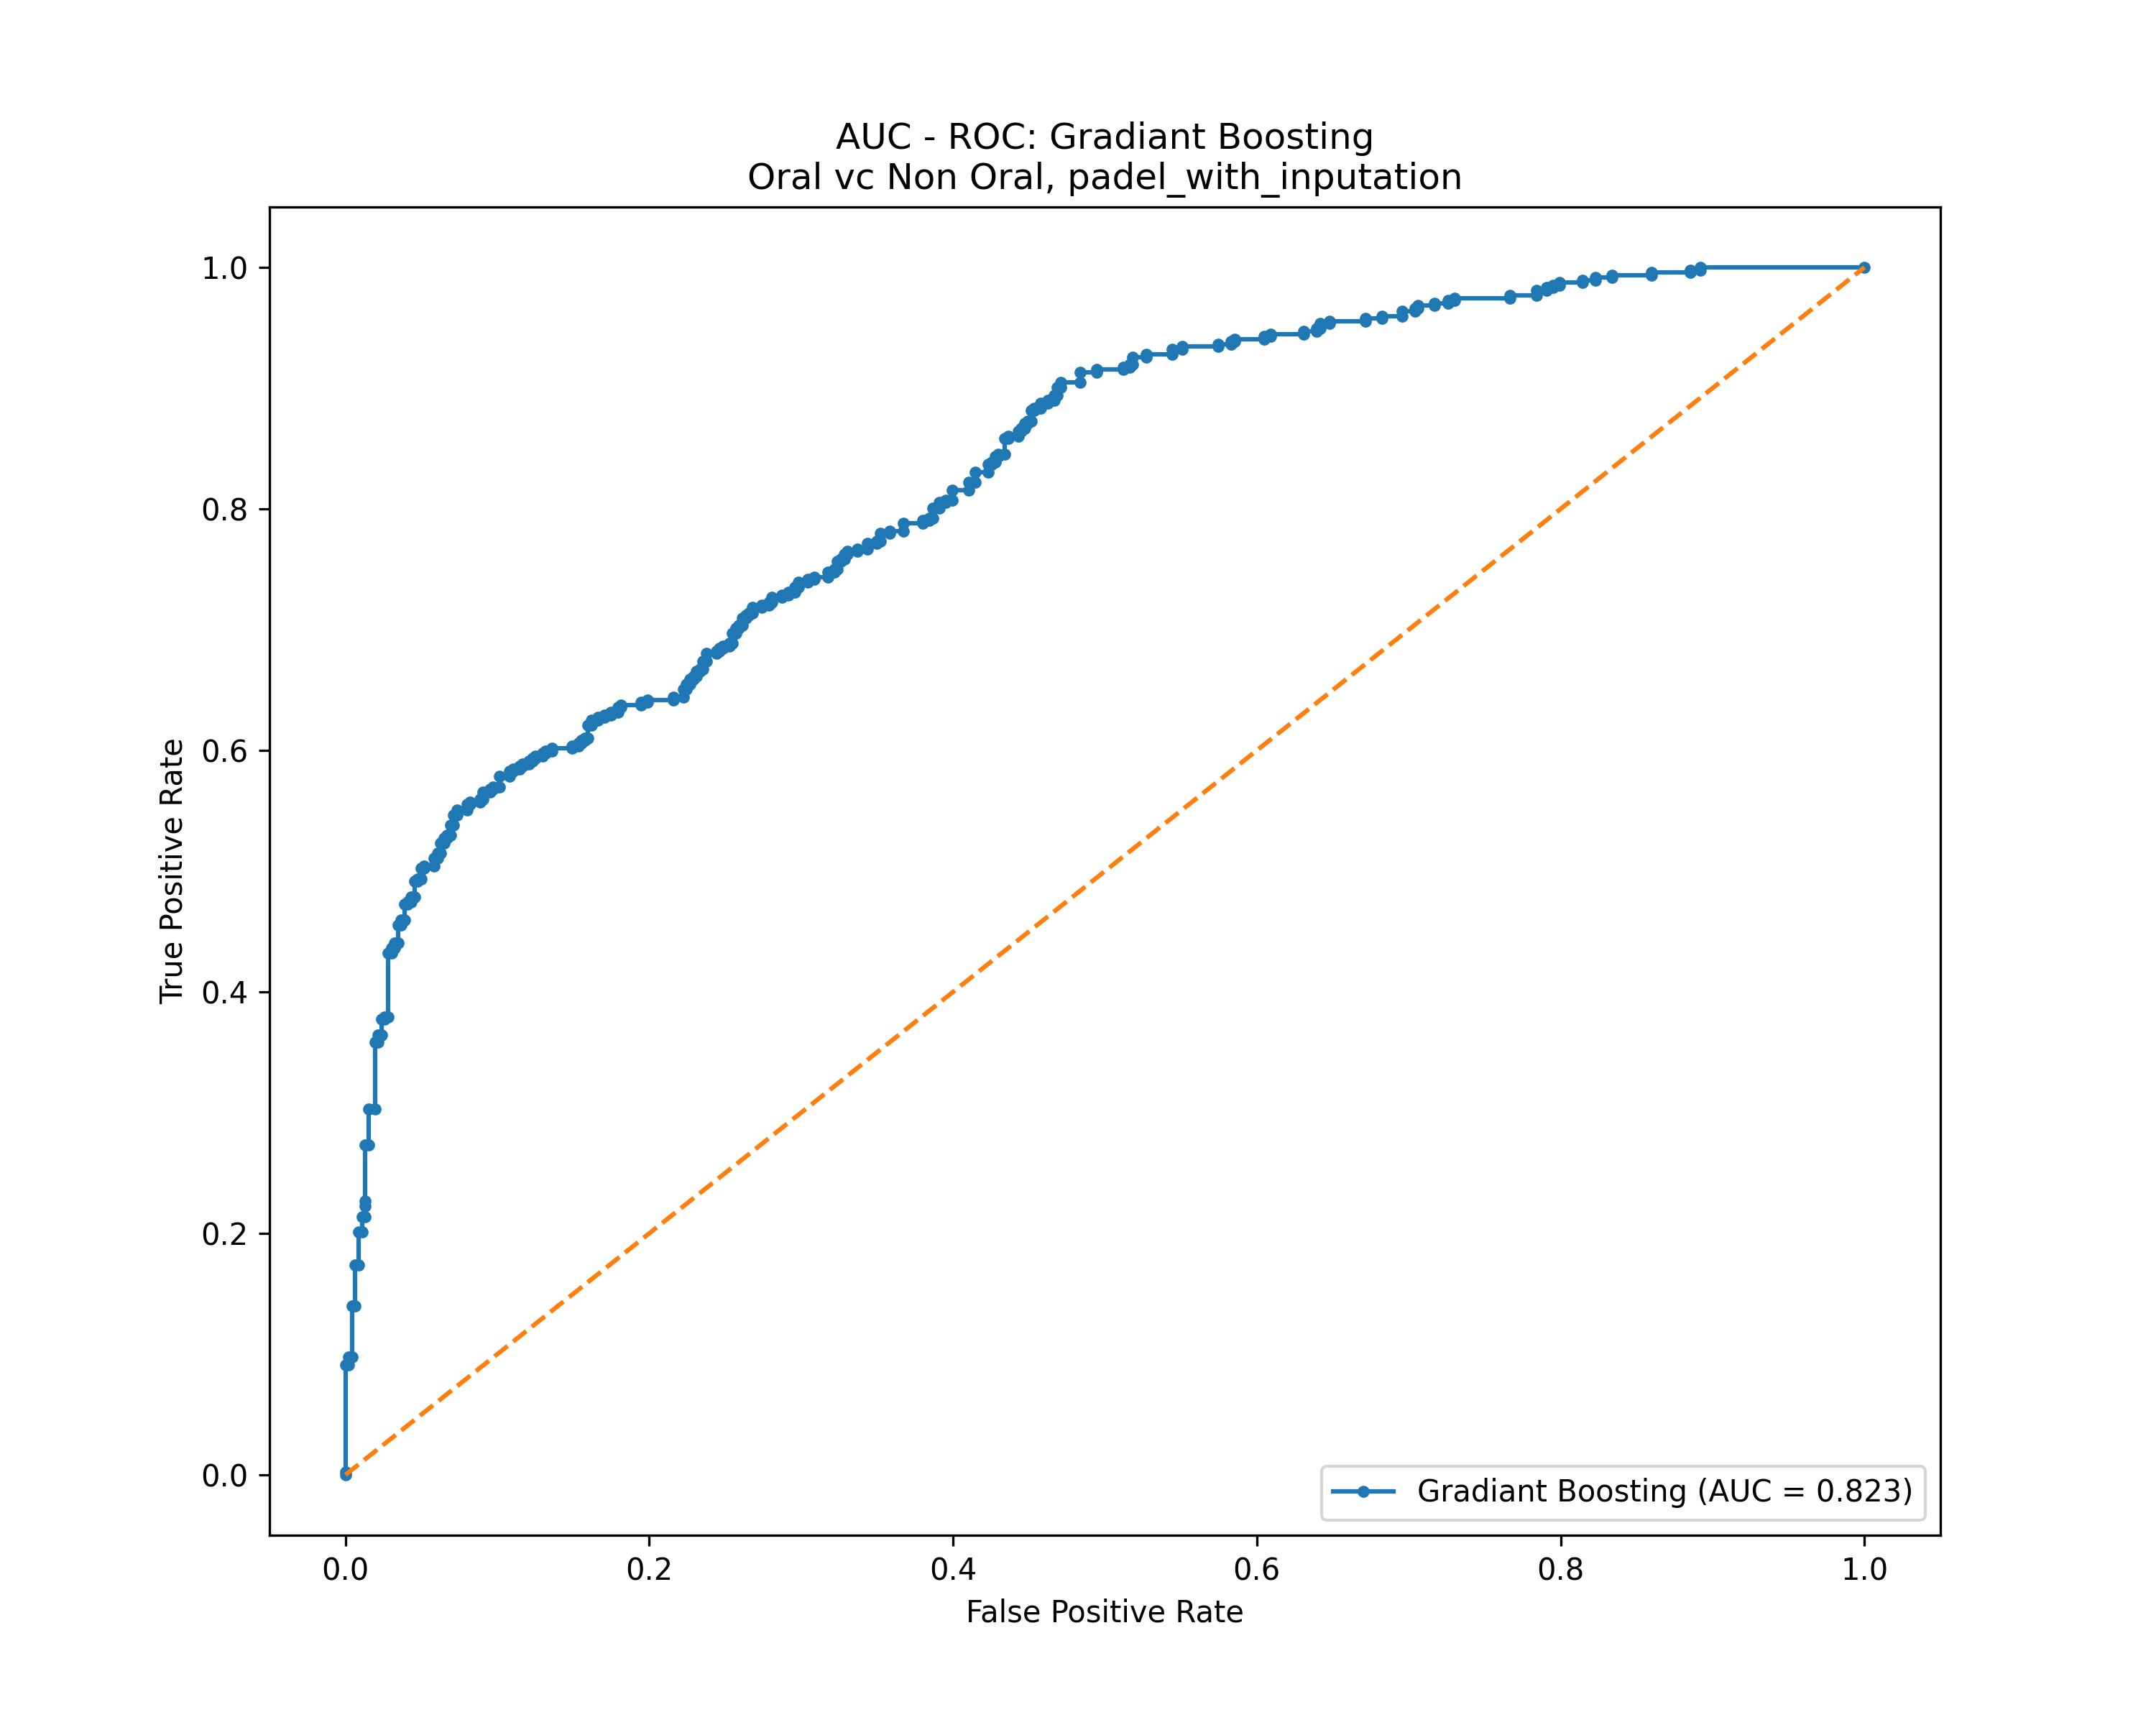 AUC - ROC: Gradiant Boosting
Oral vc Non Oral, padel_with_inputation
True Positive Rate
1.0
0.8
0.6
0.4
0.2
0.0
Gradiant Boosting (AUC = 0.823)
0.0 0.2 0.4 0.6 0.8 1.0
False Positive Rate